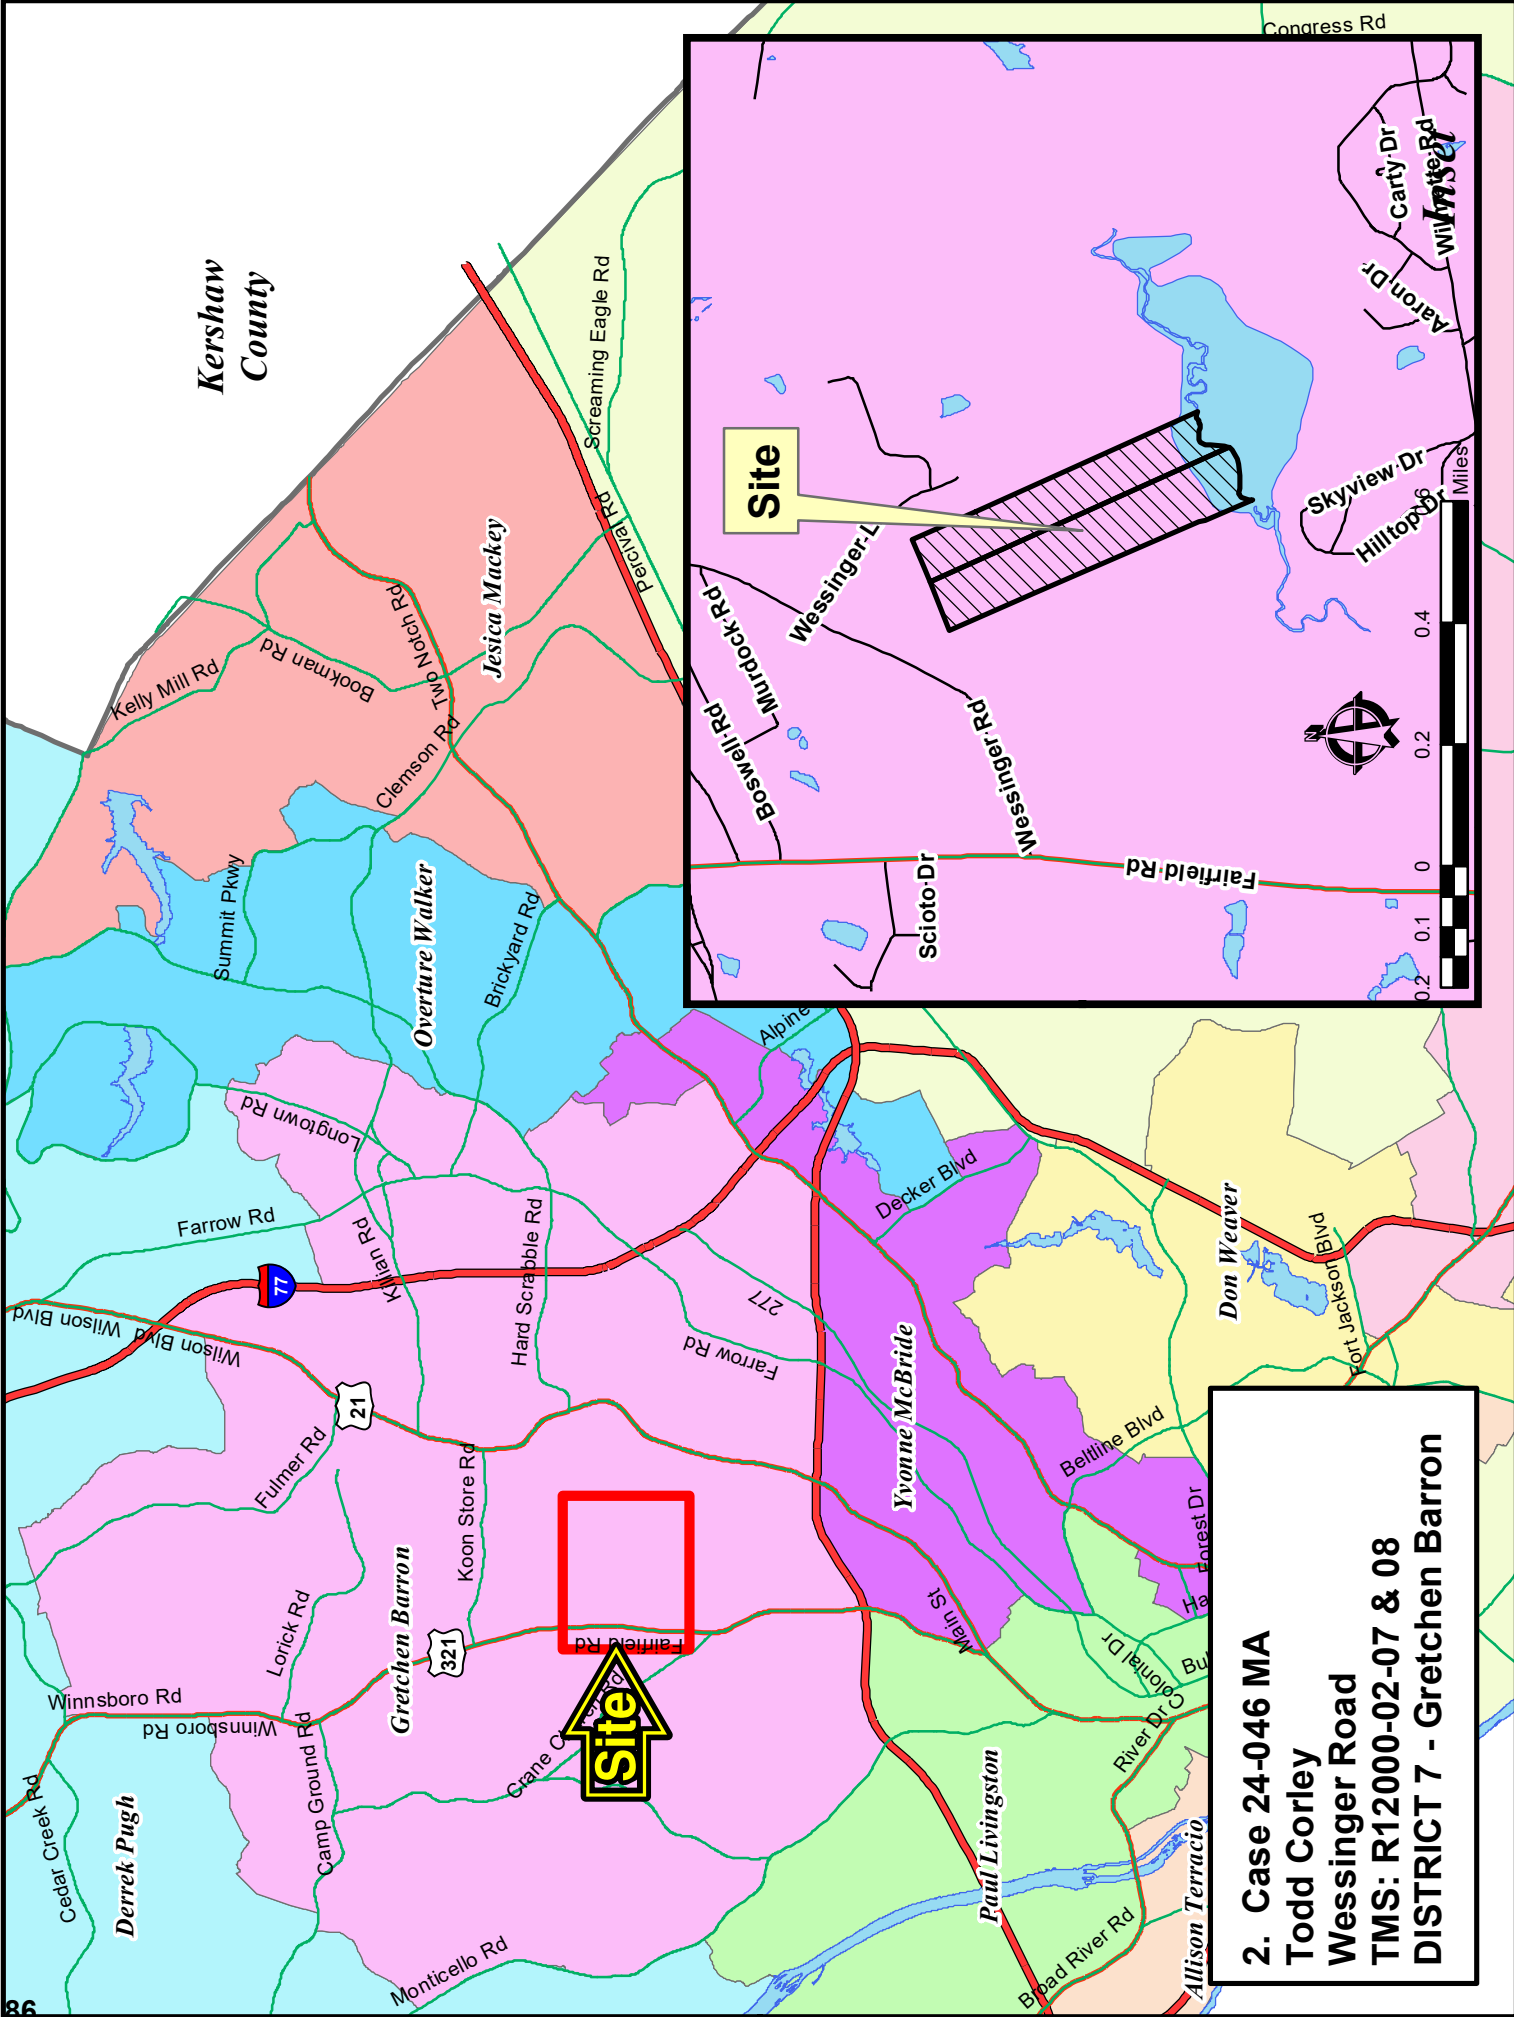 86
2. Case 24-046 MA
Todd Corley
Wessinger Road
TMS: R12000-02-07 & 08
DISTRICT 7 - Gretchen Barron
Site
Derrek Pugh
Gretchen Barron
Overture Walker
Jesica Mackey
Kershaw
County
Yvonne McBride
Don Weaver
Paul Livingston
Allison Terracio
Cedar Creek Rd
Winnsboro Rd
Winnsboro Rd
Camp Ground Rd
Lorick Rd
Fulmer Rd
21
321
77
Wilson Blvd
Wilson Blvd
Wilson Blvd
Farrow Rd
Killian Rd
Longtown Rd
Summit Pkwy
Brickyard Rd
Clemson Rd
Two Notch Rd
Bookman Rd
Kelly Mill Rd
Percival Rd
Screaming Eagle Rd
Congress Rd
Koon Store Rd
Hard Scrabble Rd
Farrow Rd
277
Fairfield Rd
Monticello Rd
Main St
Colonial Dr
River Dr
Broad River Rd
Decker Blvd
Alpine
Beltline Blvd
Forest Dr
Ha
Bul
Fort Jackson Blvd
Inset
Site
Murdock Rd
Boswell Rd
Wessinger L
Wessinger Rd
Scioto Dr
Fairfield Rd
Skyview Dr
Hilltop Dr
Aaron Dr
Carty Dr
N
0.2 0.1 0 0.2 0.4
Miles